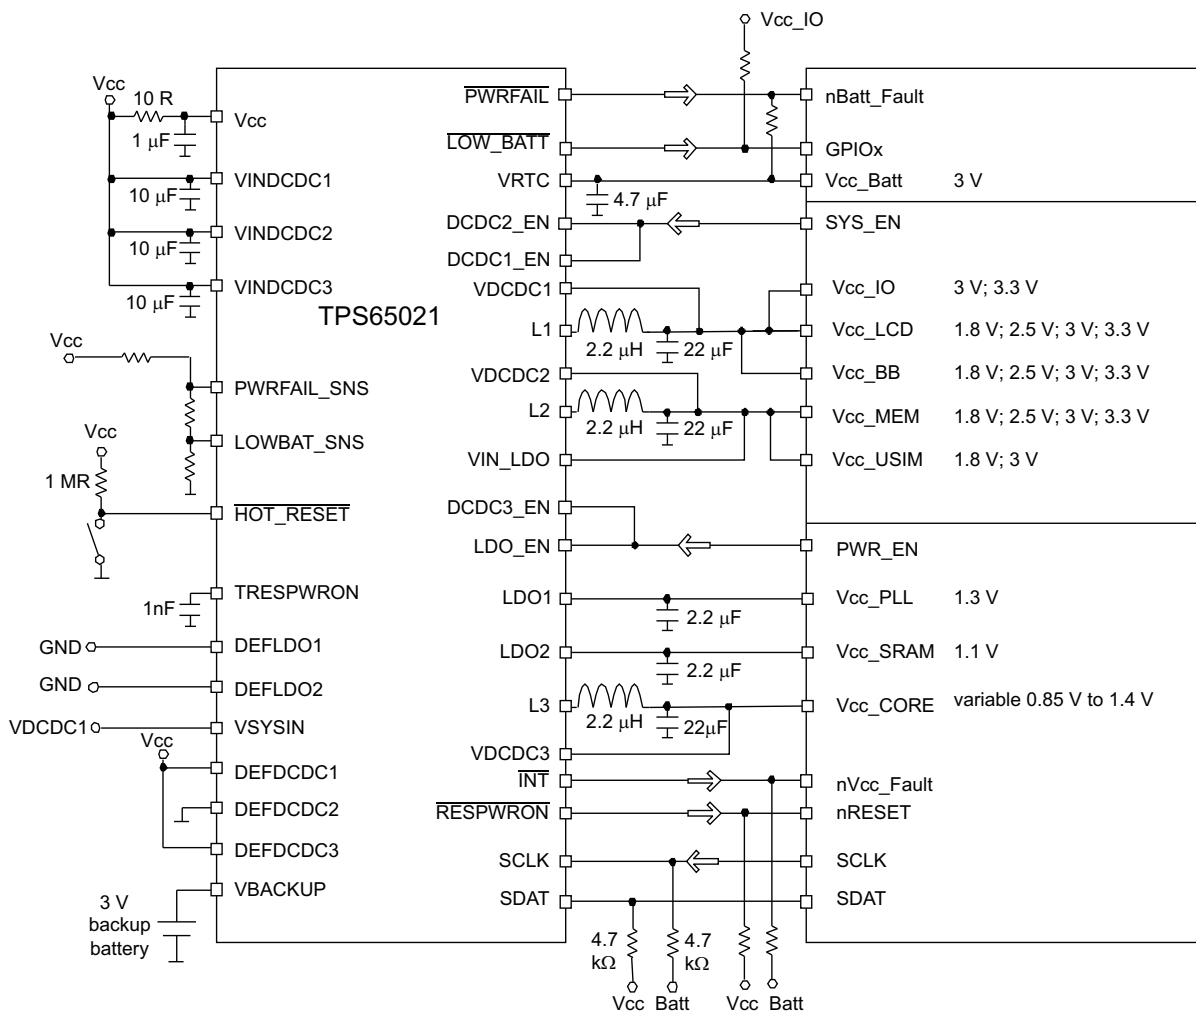 Vcc_IO
Vcc
10 R
1 μF
10 μF
10 μF
10 μF
Vcc
Vcc
1 MR
1nF
GND
GND
VDCDC1
Vcc
3 V
backup
battery
Vcc
VINDCDC1
VINDCDC2
VINDCDC3
TPS65021
PWRFAIL_SNS
LOWBAT_SNS
HOT_RESET
TRESPWRON
DEFLDO1
DEFLDO2
VSYSIN
DEFDCDC1
DEFDCDC2
DEFDCDC3
VBACKUP
PWRFAIL
LOW_BATT
VRTC
DCDC2_EN
DCDC1_EN
VDCDC1
L1
VDCDC2
L2
VIN_LDO
DCDC3_EN
LDO_EN
LDO1
LDO2
L3
VDCDC3
INT
RESPWRON
SCLK
SDAT
4.7 μF
2.2 μH
22 μF
2.2 μH
22 μF
2.2 μF
2.2 μF
2.2 μH
22μF
4.7
kΩ
4.7
kΩ
Vcc Batt
Vcc Batt
nBatt_Fault
GPIOx
Vcc_Batt 3 V
SYS_EN
Vcc_IO 3 V; 3.3 V
Vcc_LCD 1.8 V; 2.5 V; 3 V; 3.3 V
Vcc_BB 1.8 V; 2.5 V; 3 V; 3.3 V
Vcc_MEM 1.8 V; 2.5 V; 3 V; 3.3 V
Vcc_USIM 1.8 V; 3 V
PWR_EN
Vcc_PLL 1.3 V
Vcc_SRAM 1.1 V
Vcc_CORE variable 0.85 V to 1.4 V
nVcc_Fault
nRESET
SCLK
SDAT